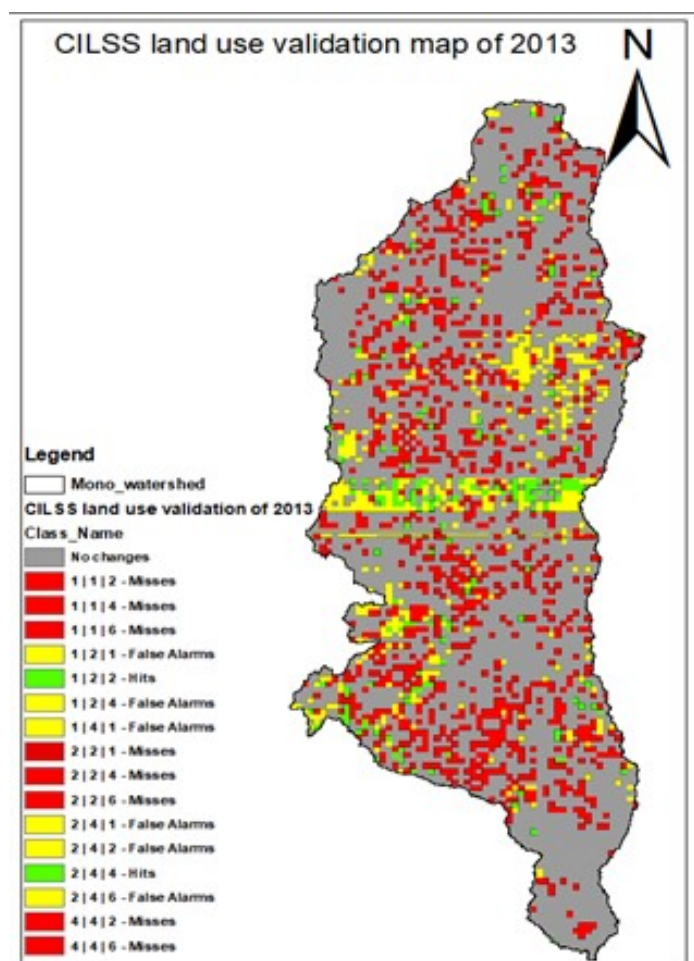 CILSS land use validation map of 2013
N
Legend
Mono_watershed
CILSS land use validation of 2013
Class_Name
No changes
1 | 1 | 2 - Misses
1 | 1 | 4 - Misses
1 | 1 | 6 - Misses
1 | 2 | 1 - False Alarms
1 | 2 | 2 - Hits
1 | 2 | 4 - False Alarms
1 | 4 | 1 - False Alarms
2 | 2 | 1 - Misses
2 | 2 | 4 - Misses
2 | 2 | 6 - Misses
2 | 4 | 1 - False Alarms
2 | 4 | 2 - False Alarms
2 | 4 | 4 - Hits
2 | 4 | 6 - False Alarms
4 | 4 | 2 - Misses
4 | 4 | 6 - Misses